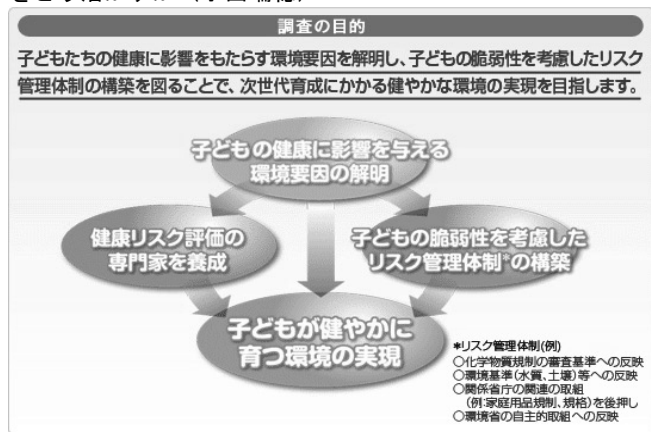 調査の目的
子どもたちの健康に影響をもたらす環境要因を解明し、子どもの脆弱性を考慮したリスク
管理体制の構築を図ることで、次世代育成にかかる健やかな環境の実現を目指します。
子どもの健康に影響を与える
環境要因の解明
健康リスク評価の
専門家を養成
子どもの脆弱性を考慮した
リスク管理体制*の構築
子どもが健やかに
育つ環境の実現
*リスク管理体制(例)
○化学物質規制の審査基準への反映
○環境基準(水質、土壌)等への反映
○関係省庁の関連の取組
(例:家庭用品規制、規格)を後押し
○環境省の自主的取組への反映